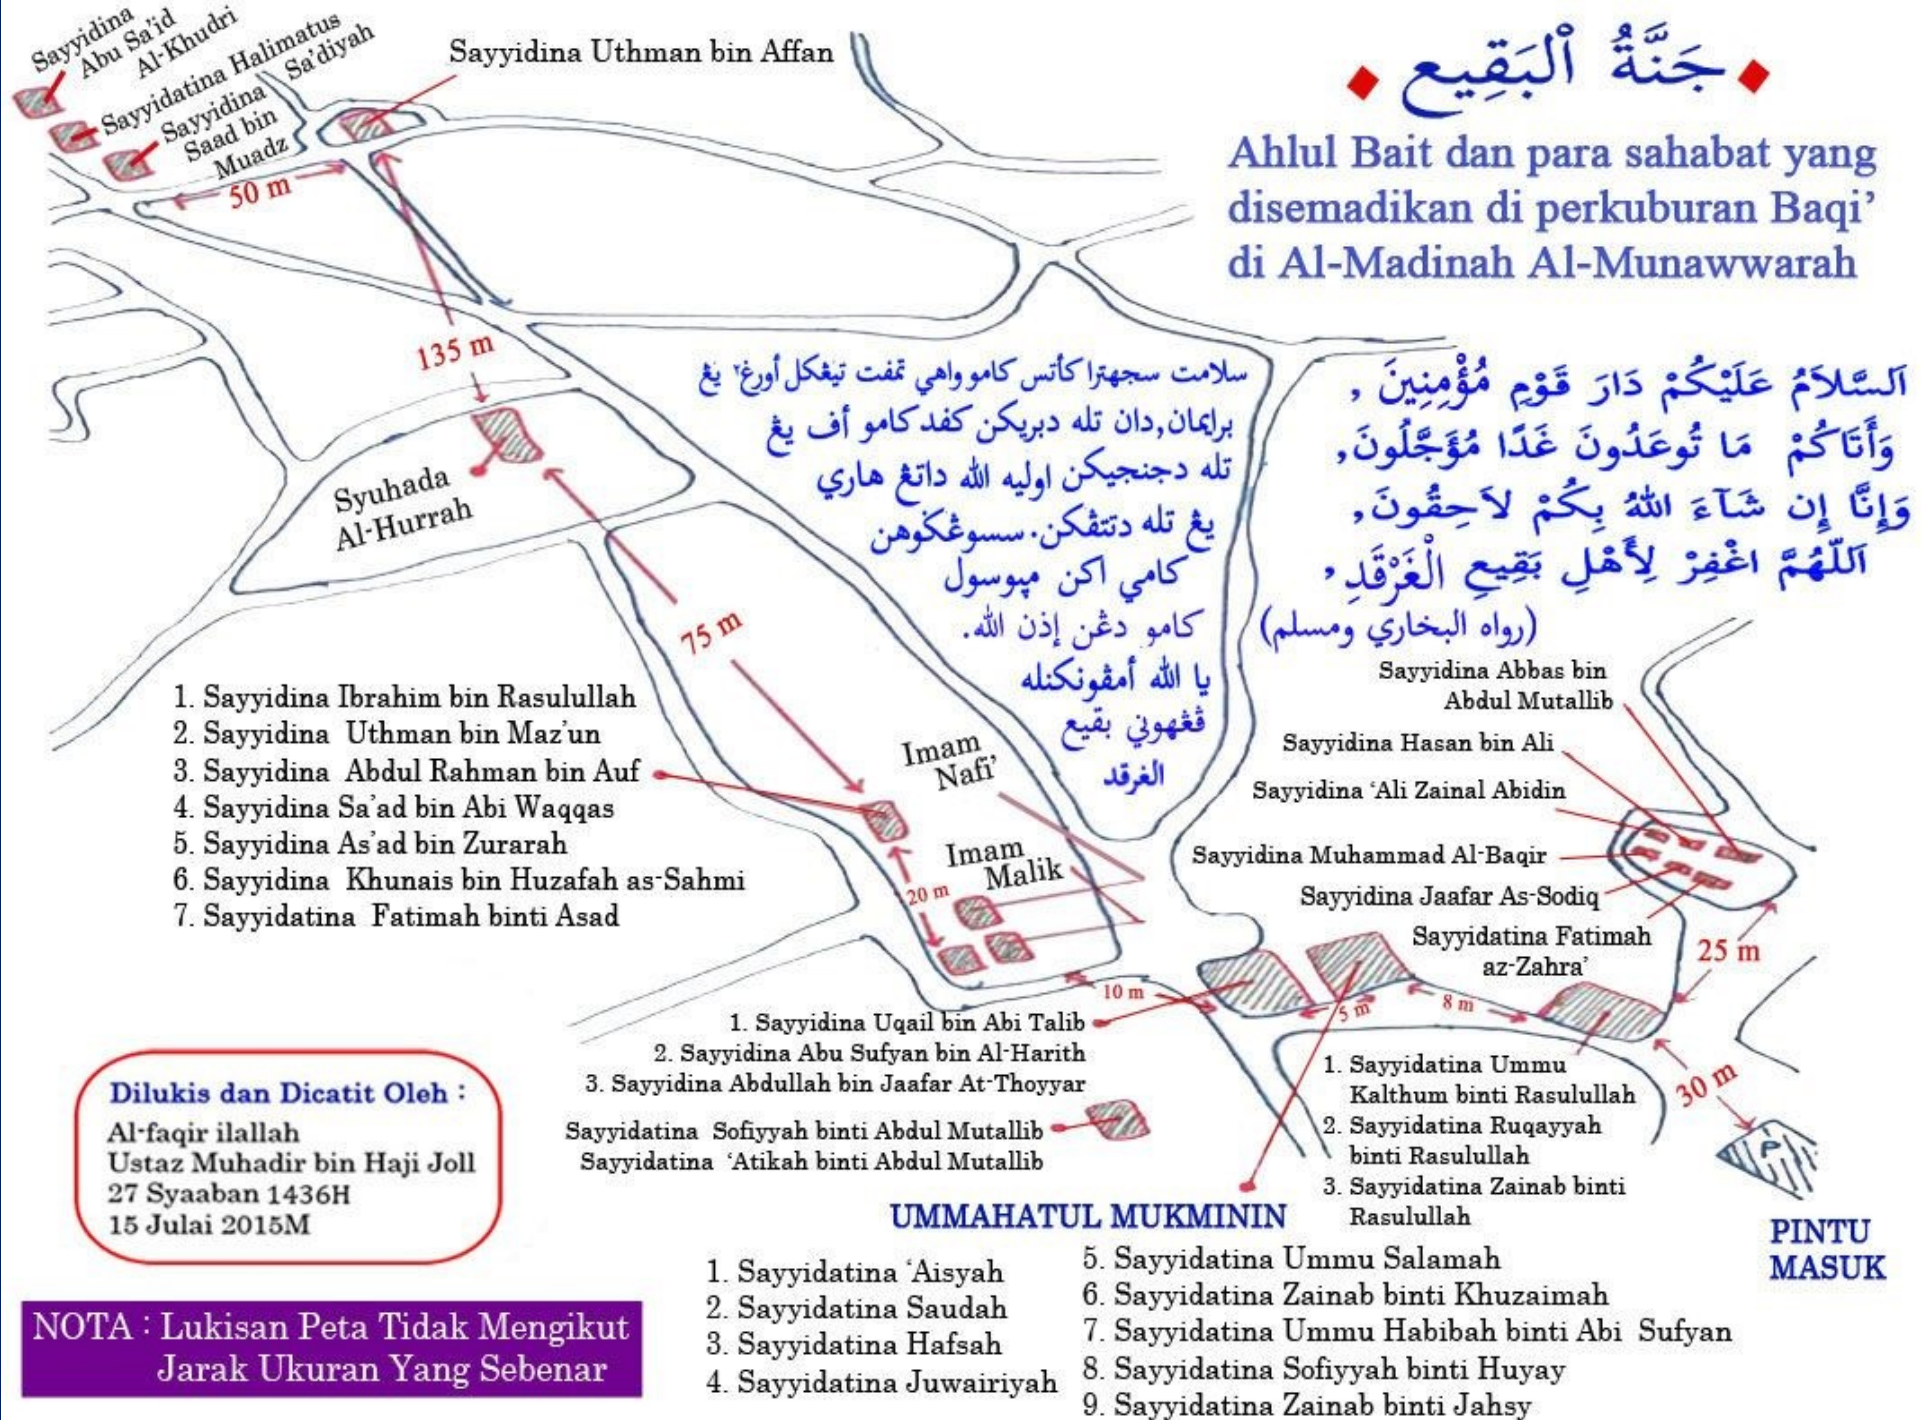 Sayyidina
Abu Sa'id
Al-Khudri
Sayyidatina Halimatus
Sa'diyah
Sayyidina
Saad bin
Muadz
Sayyidina Uthman bin Affan
50 m
135 m
Syuhada
Al-Hurrah
75 m
جَنَّةُ ٱلْبَقِيع
Ahlul Bait dan para sahabat yang
disemadikan di perkuburan Baqi'
di Al-Madinah Al-Munawwarah
سلامت سجهترا كأتس كامو واهي تمفت تيڠكل أورڠ٢ يڠ
برايمان,دان تله دبريكن كفد كامو أف يڠ
تله دجنجيكن اوليه الله داتڠ هاري
يڠ تله دتتڤكن. سسوڠكوهن
كامي اكن مڽوسول
كامو دڠن إذن الله.
يا الله أمڤونكنله
ڤڠهوني بقيع
الغرقد
اَلسَّلاَمُ عَلَيْكُمْ دَارَ قَوْمٍ مُؤْمِنِينَ ,
وَأَتَاكُمْ مَا تُوعَدُونَ غَدًا مُؤَجَّلُونَ,
وَإِنَّا إِن شَآءَ اللهُ بِكُمْ لاَحِقُونَ,
اَللّهُمَّ اغْفِرْ لِأَهْلِ بَقِيعِ الْغَرْقَدِ,
(رواه البخاري ومسلم)
1. Sayyidina Ibrahim bin Rasulullah
2. Sayyidina Uthman bin Maz'un
3. Sayyidina Abdul Rahman bin Auf
4. Sayyidina Sa'ad bin Abi Waqqas
5. Sayyidina As'ad bin Zurarah
6. Sayyidina Khunais bin Huzafah as-Sahmi
7. Sayyidatina Fatimah binti Asad
Imam
Nafi'
Imam
Malik
20 m
10 m
5 m
8 m
25 m
30 m
Sayyidina Abbas bin
Abdul Mutallib
Sayyidina Hasan bin Ali
Sayyidina 'Ali Zainal Abidin
Sayyidina Muhammad Al-Baqir
Sayyidina Jaafar As-Sodiq
Sayyidatina Fatimah
az-Zahra'
1. Sayyidina Uqail bin Abi Talib
2. Sayyidina Abu Sufyan bin Al-Harith
3. Sayyidina Abdullah bin Jaafar At-Thoyyar
Sayyidatina Sofiyyah binti Abdul Mutallib
Sayyidatina 'Atikah binti Abdul Mutallib
1. Sayyidatina Ummu
Kalthum binti Rasulullah
2. Sayyidatina Ruqayyah
binti Rasulullah
3. Sayyidatina Zainab binti
Rasulullah
PINTU
MASUK
UMMAHATUL MUKMININ
1. Sayyidatina 'Aisyah
2. Sayyidatina Saudah
3. Sayyidatina Hafsah
4. Sayyidatina Juwairiyah
5. Sayyidatina Ummu Salamah
6. Sayyidatina Zainab binti Khuzaimah
7. Sayyidatina Ummu Habibah binti Abi Sufyan
8. Sayyidatina Sofiyyah binti Huyay
9. Sayyidatina Zainab binti Jahsy
Dilukis dan Dicatit Oleh :
Al-faqir ilallah
Ustaz Muhadir bin Haji Joll
27 Syaaban 1436H
15 Julai 2015M
NOTA : Lukisan Peta Tidak Mengikut
Jarak Ukuran Yang Sebenar